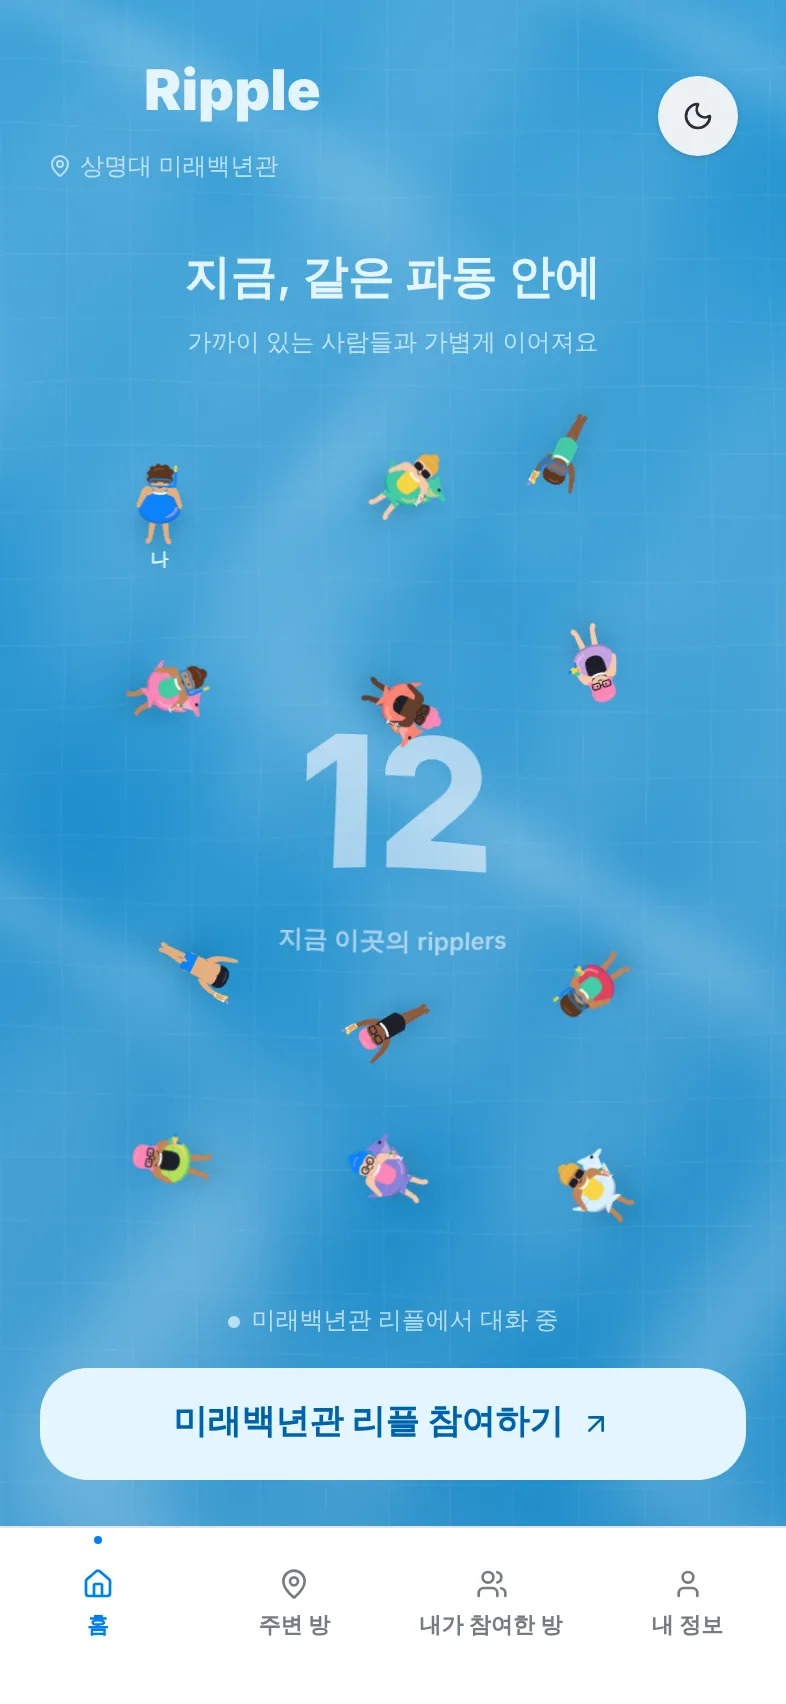 Ripple
상명대 미래백년관
지금, 같은 파동 안에
가까이 있는 사람들과 가볍게 이어져요
나
12
지금 이곳의 ripplers
미래백년관 리플에서 대화 중
미래백년관 리플 참여하기
홈
주변 방
내가 참여한 방
내 정보